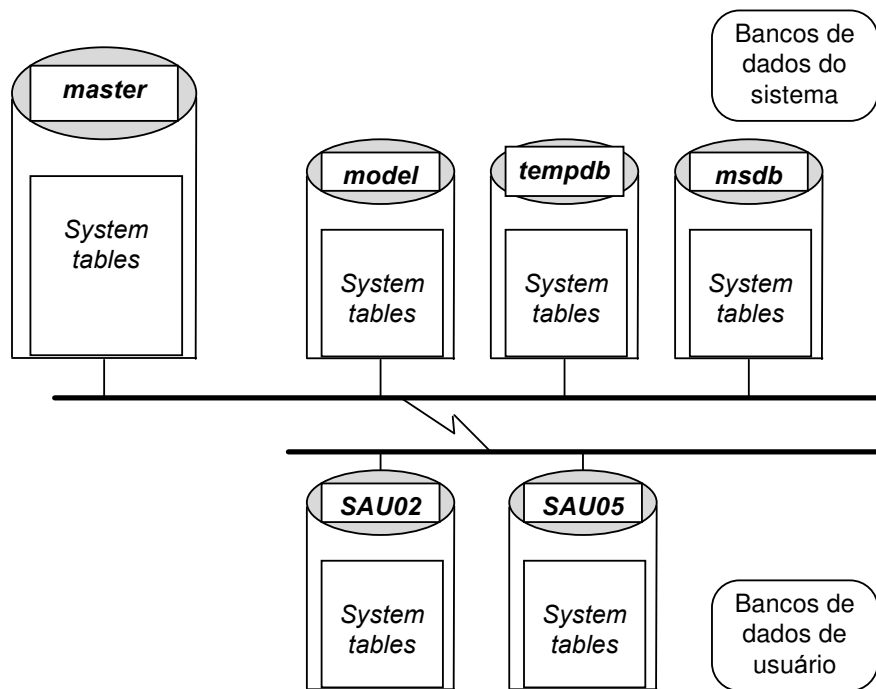 Bancos de
dados do
sistema
master
model
tempdb
msdb
System
tables
System
tables
System
tables
System
tables
SAU02
SAU05
System
tables
System
tables
Bancos de
dados de
usuário